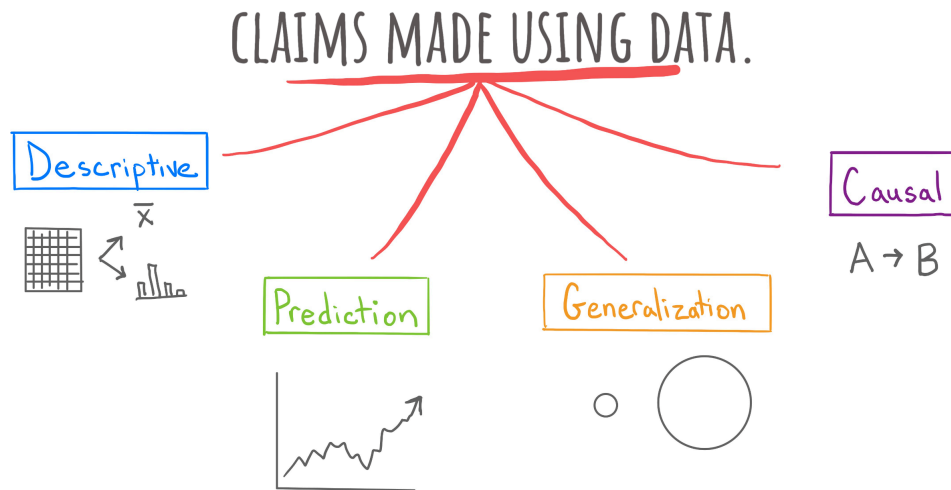 CLAIMS MADE USING DATA.
Descriptive
x̅
Prediction
Generalization
Causal
A → B